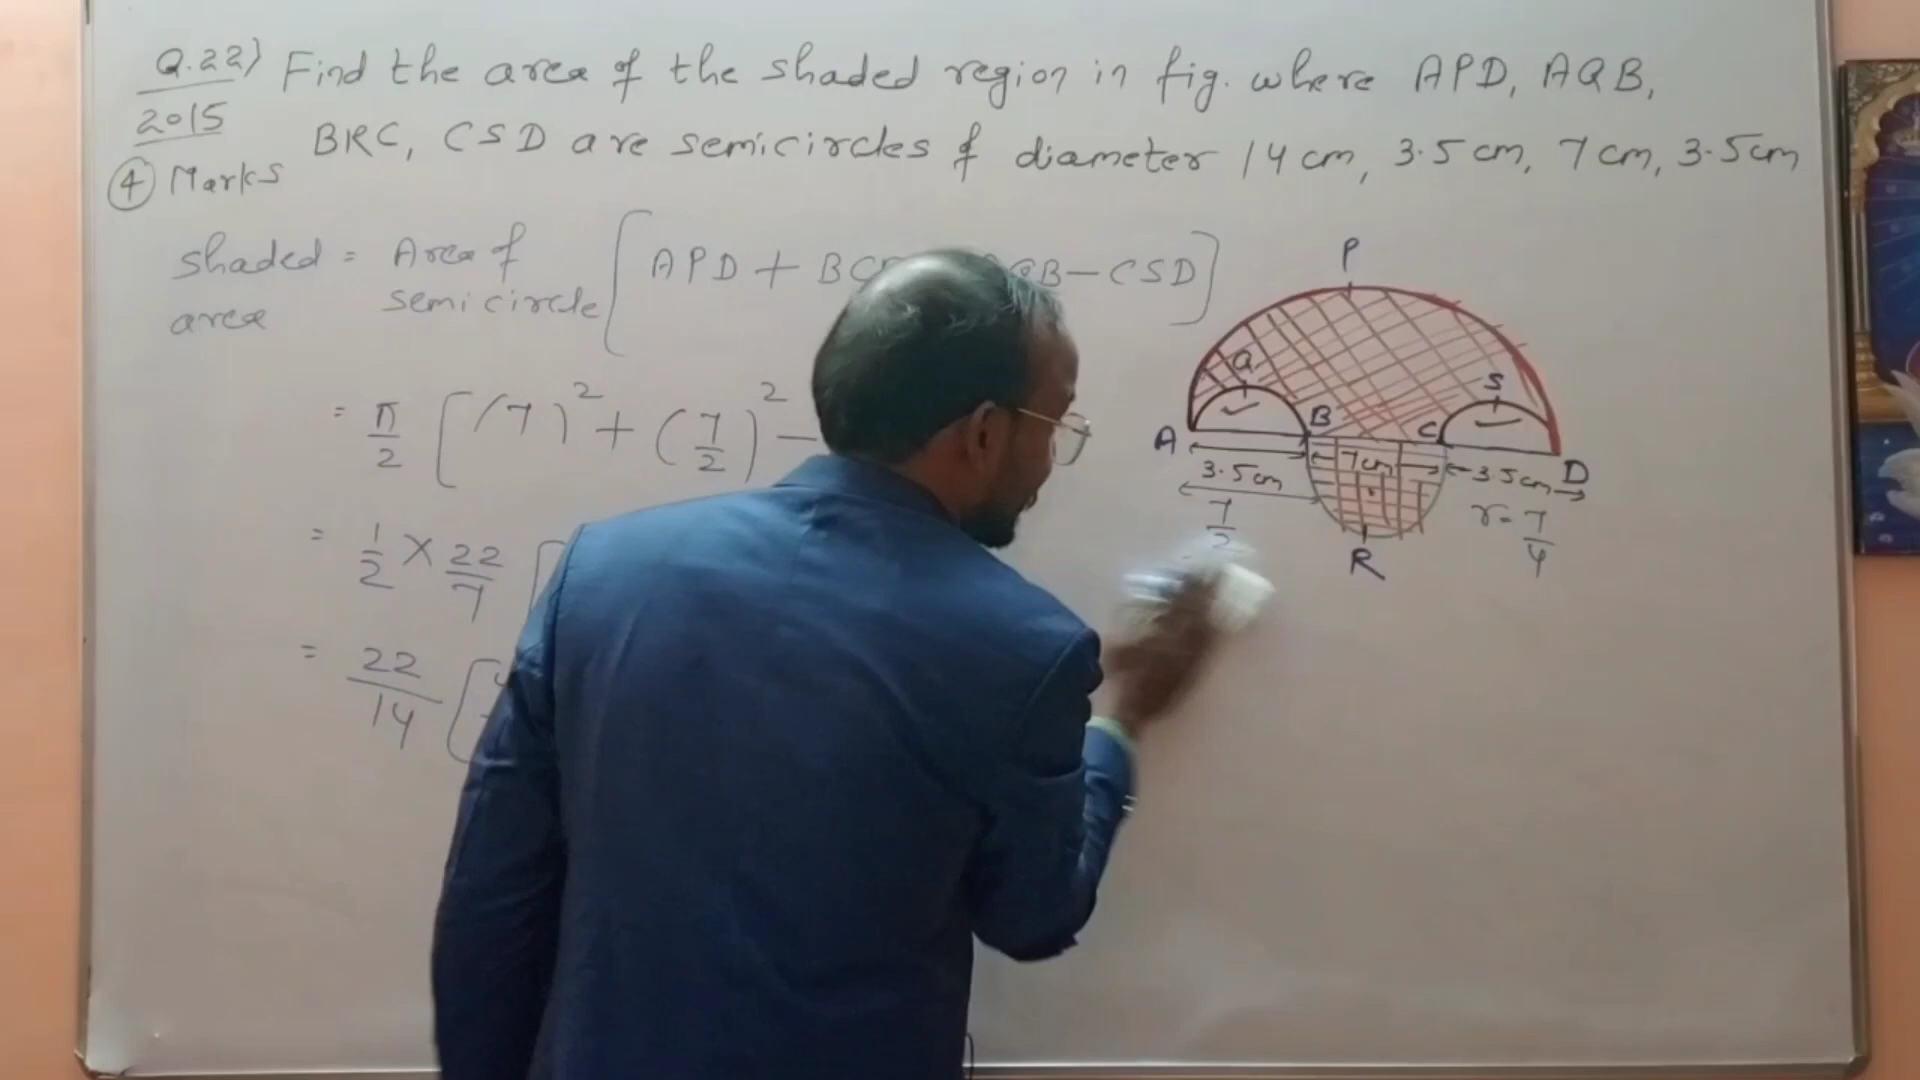 Q.22) Find the area of the shaded region in fig. where APD, AQB,
2015
BRC, CSD are semicircles of diameter 14 cm, 3.5 cm, 7 cm, 3.5 cm
④ Marks
shaded area = Area of semicircle [APD + BC QB - CSD]
= π/2 [(7)² + (7/2)² -
= 1/2 × 22/7 [
= 22/14 [
P
Q
S
A B C D
3.5 cm 7 cm 3.5 cm
7/2
r = 7/4
R